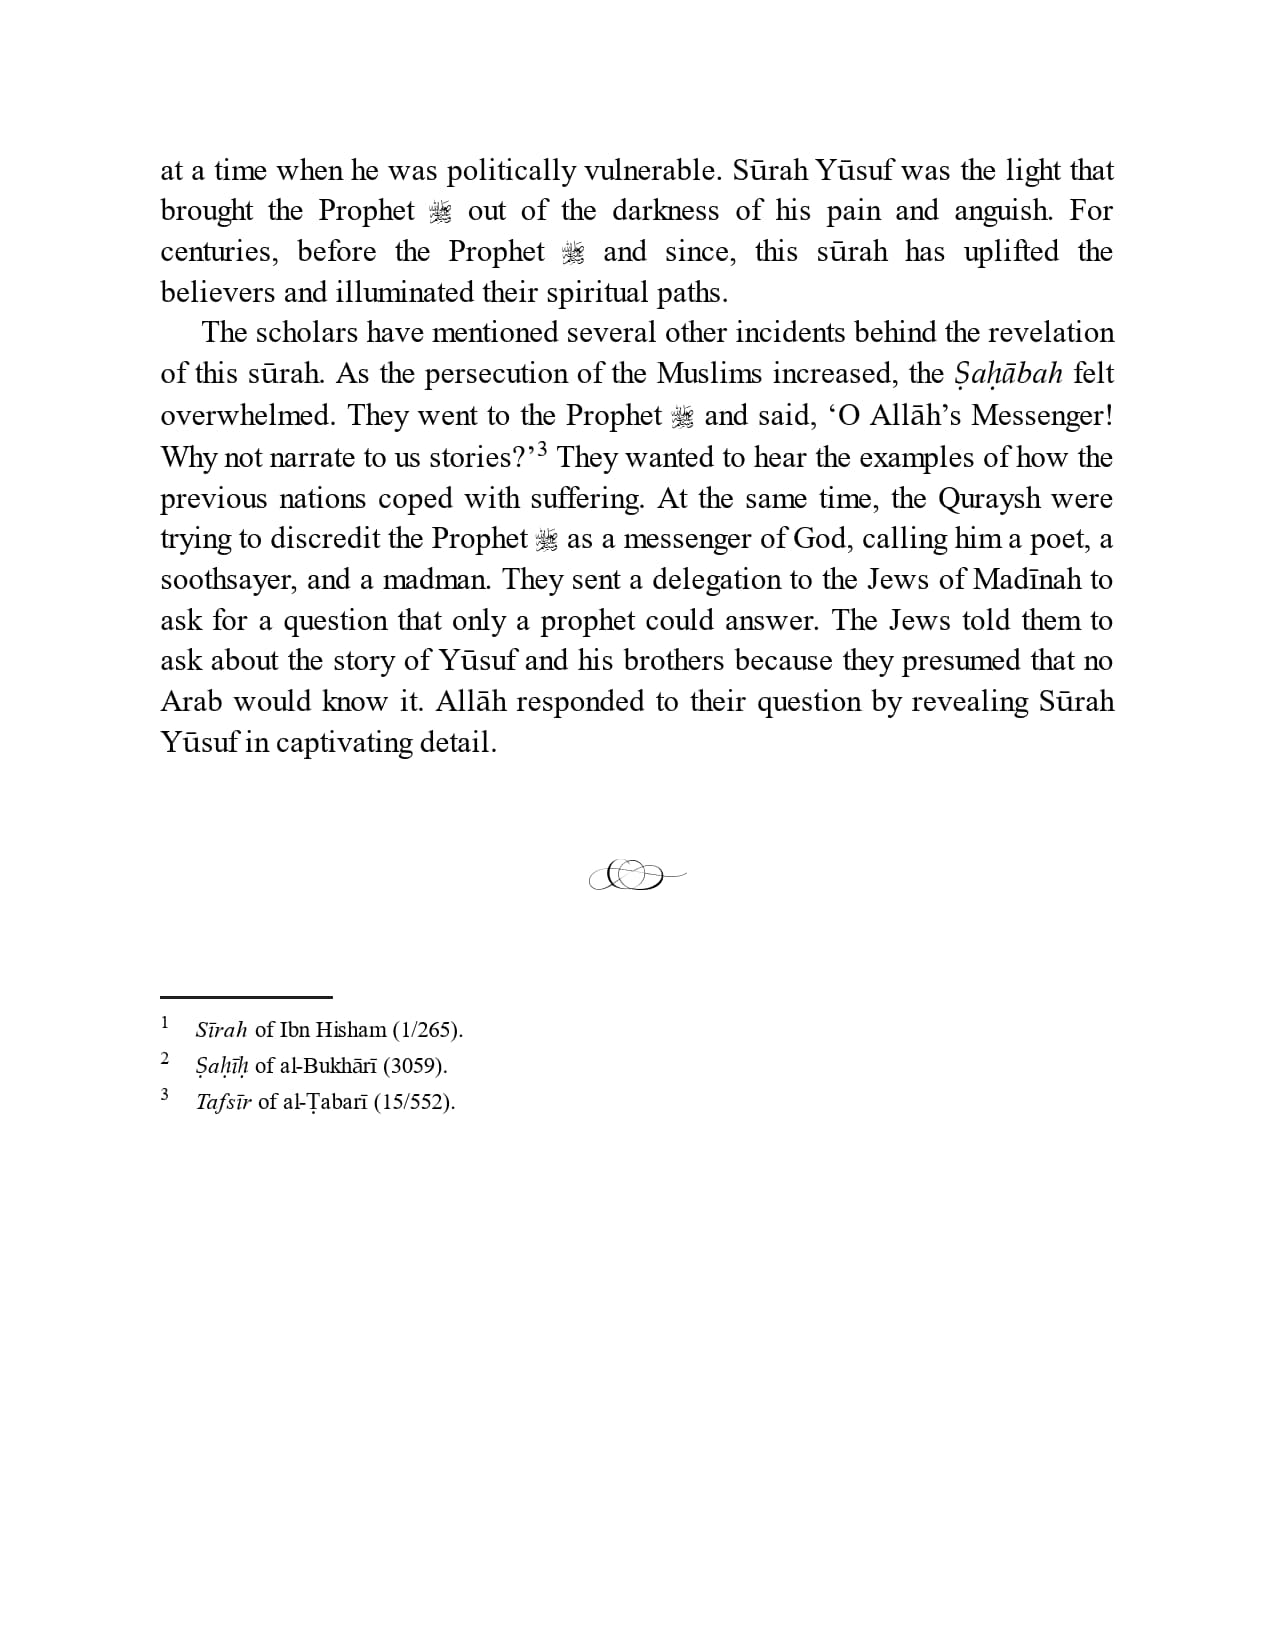 at a time when he was politically vulnerable. Sūrah Yūsuf was the light that
brought the Prophet ﷺ out of the darkness of his pain and anguish. For
centuries, before the Prophet ﷺ and since, this sūrah has uplifted the
believers and illuminated their spiritual paths.
The scholars have mentioned several other incidents behind the revelation
of this sūrah. As the persecution of the Muslims increased, the Ṣaḥābah felt
overwhelmed. They went to the Prophet ﷺ and said, ‘O Allāh’s Messenger!
Why not narrate to us stories?’3 They wanted to hear the examples of how the
previous nations coped with suffering. At the same time, the Quraysh were
trying to discredit the Prophet ﷺ as a messenger of God, calling him a poet, a
soothsayer, and a madman. They sent a delegation to the Jews of Madīnah to
ask for a question that only a prophet could answer. The Jews told them to
ask about the story of Yūsuf and his brothers because they presumed that no
Arab would know it. Allāh responded to their question by revealing Sūrah
Yūsuf in captivating detail.
1 Sīrah of Ibn Hisham (1/265).
2 Ṣaḥīḥ of al-Bukhārī (3059).
3 Tafsīr of al-Ṭabarī (15/552).